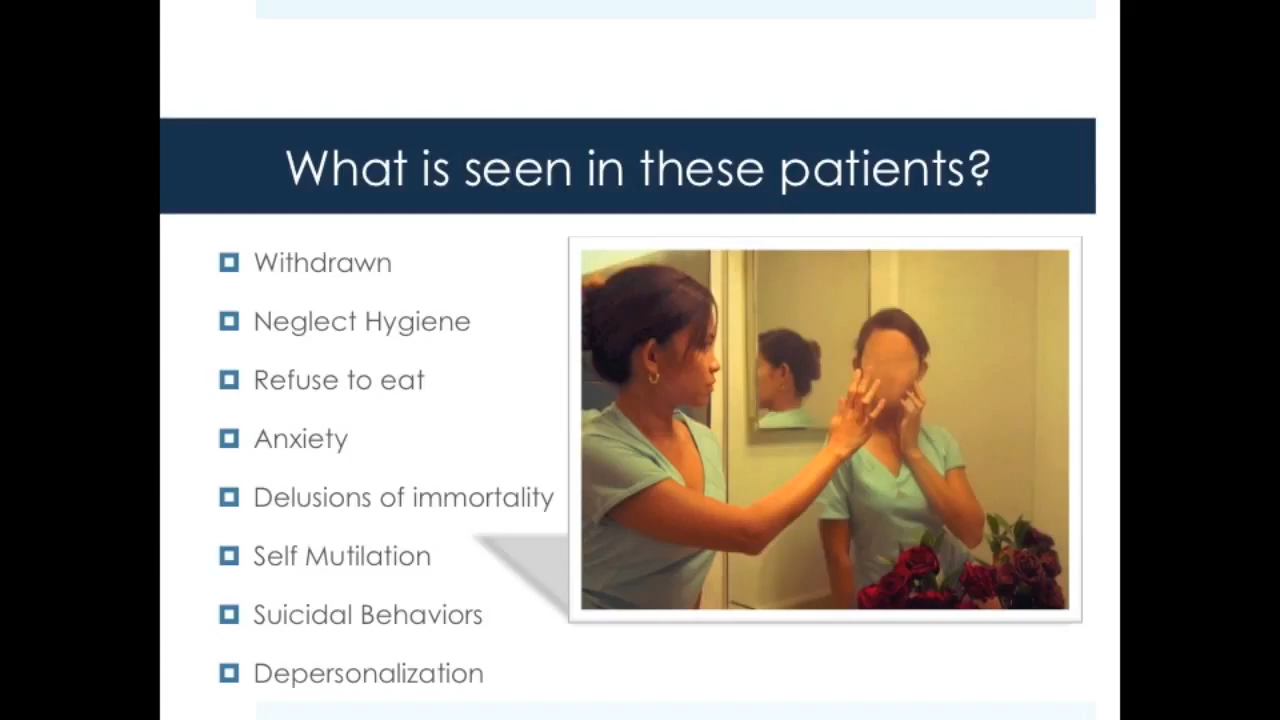 What is seen in these patients?
Withdrawn
Neglect Hygiene
Refuse to eat
Anxiety
Delusions of immortality
Self Mutilation
Suicidal Behaviors
Depersonalization